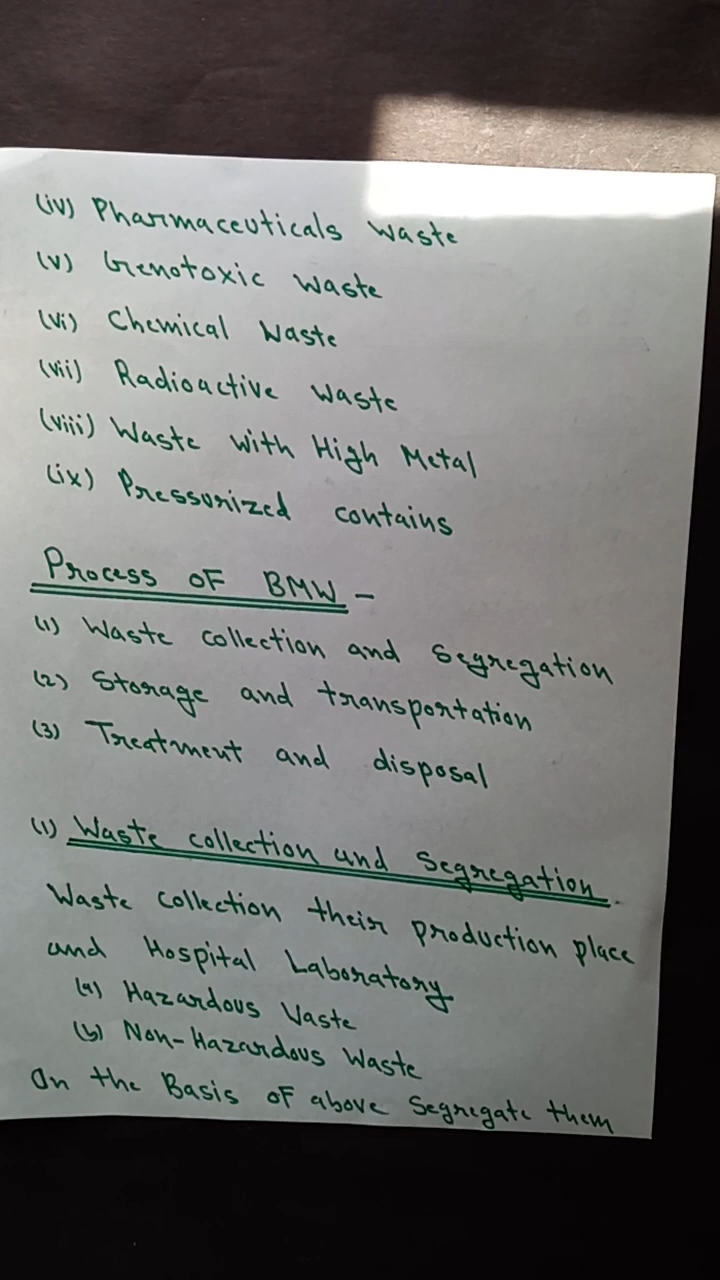 (iv) Pharmaceuticals Waste
(v) Genotoxic Waste
(vi) Chemical Waste
(vii) Radioactive Waste
(viii) Waste with High Metal
(ix) Pressurized contains
Process of BMW -
(1) Waste collection and Segregation
(2) Storage and transportation
(3) Treatment and disposal
(1) Waste collection and Segregation.
Waste collection their production place
and Hospital Laboratory
(a) Hazardous Vaste
(b) Non-Hazardous Waste
On the Basis of above Segregate them